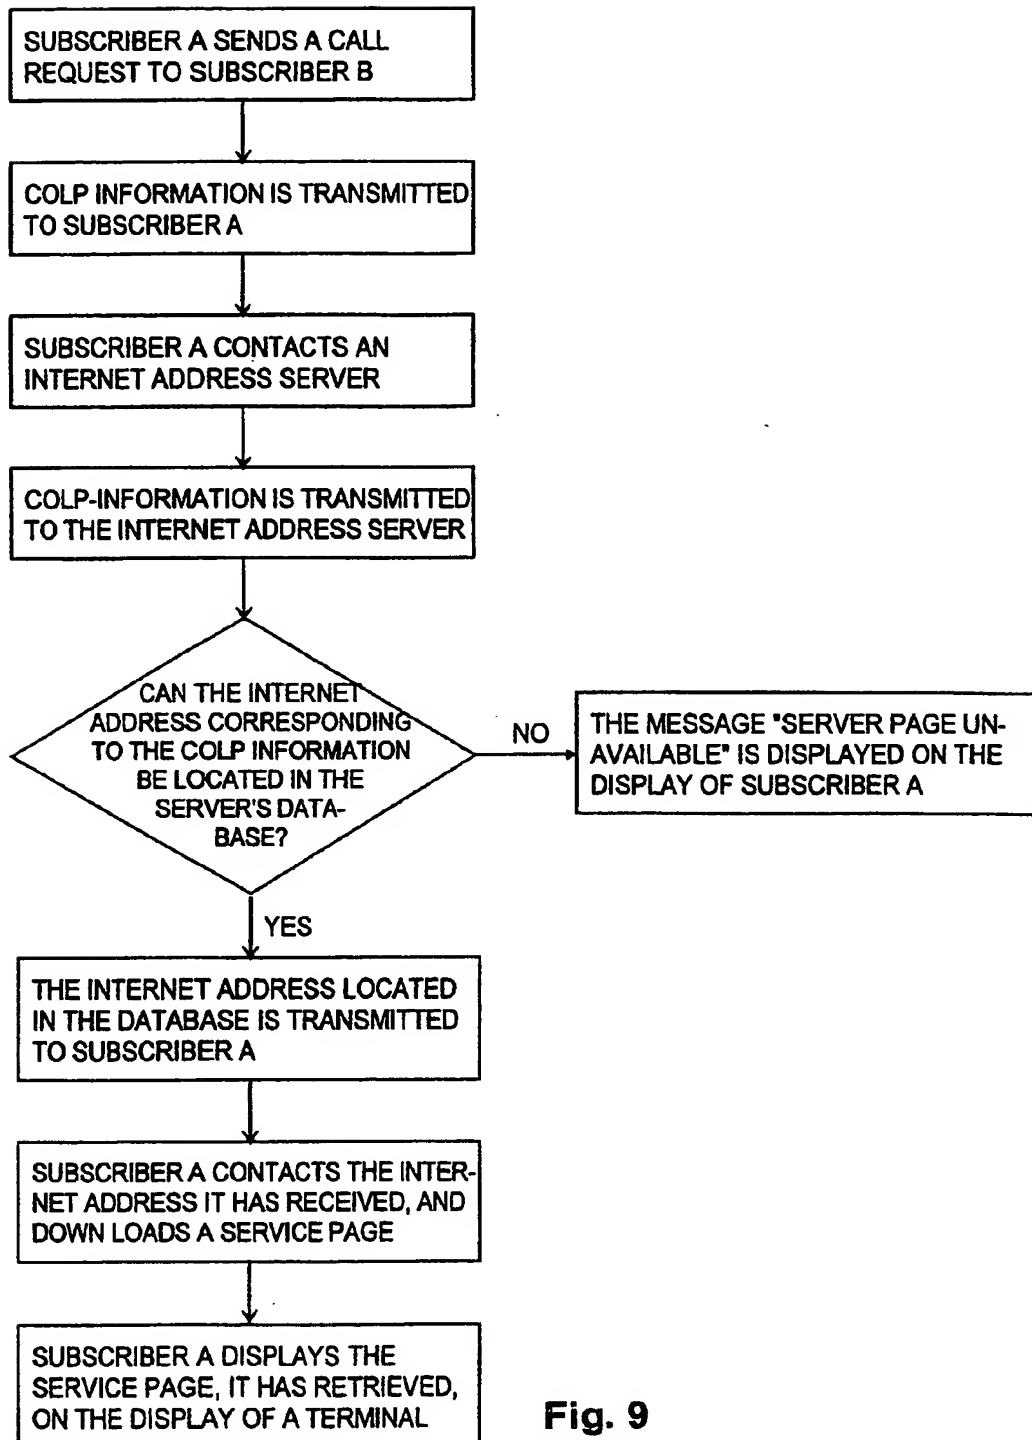 SUBSCRIBER A SENDS A CALL
REQUEST TO SUBSCRIBER B
COLP INFORMATION IS TRANSMITTED
TO SUBSCRIBER A
SUBSCRIBER A CONTACTS AN
INTERNET ADDRESS SERVER
COLP-INFORMATION IS TRANSMITTED
TO THE INTERNET ADDRESS SERVER
CAN THE INTERNET
ADDRESS CORRESPONDING
TO THE COLP INFORMATION
BE LOCATED IN THE
SERVER'S DATA-
BASE?
NO
THE MESSAGE "SERVER PAGE UN-
AVAILABLE" IS DISPLAYED ON THE
DISPLAY OF SUBSCRIBER A
YES
THE INTERNET ADDRESS LOCATED
IN THE DATABASE IS TRANSMITTED
TO SUBSCRIBER A
SUBSCRIBER A CONTACTS THE INTER-
NET ADDRESS IT HAS RECEIVED, AND
DOWN LOADS A SERVICE PAGE
SUBSCRIBER A DISPLAYS THE
SERVICE PAGE, IT HAS RETRIEVED,
ON THE DISPLAY OF A TERMINAL
Fig. 9